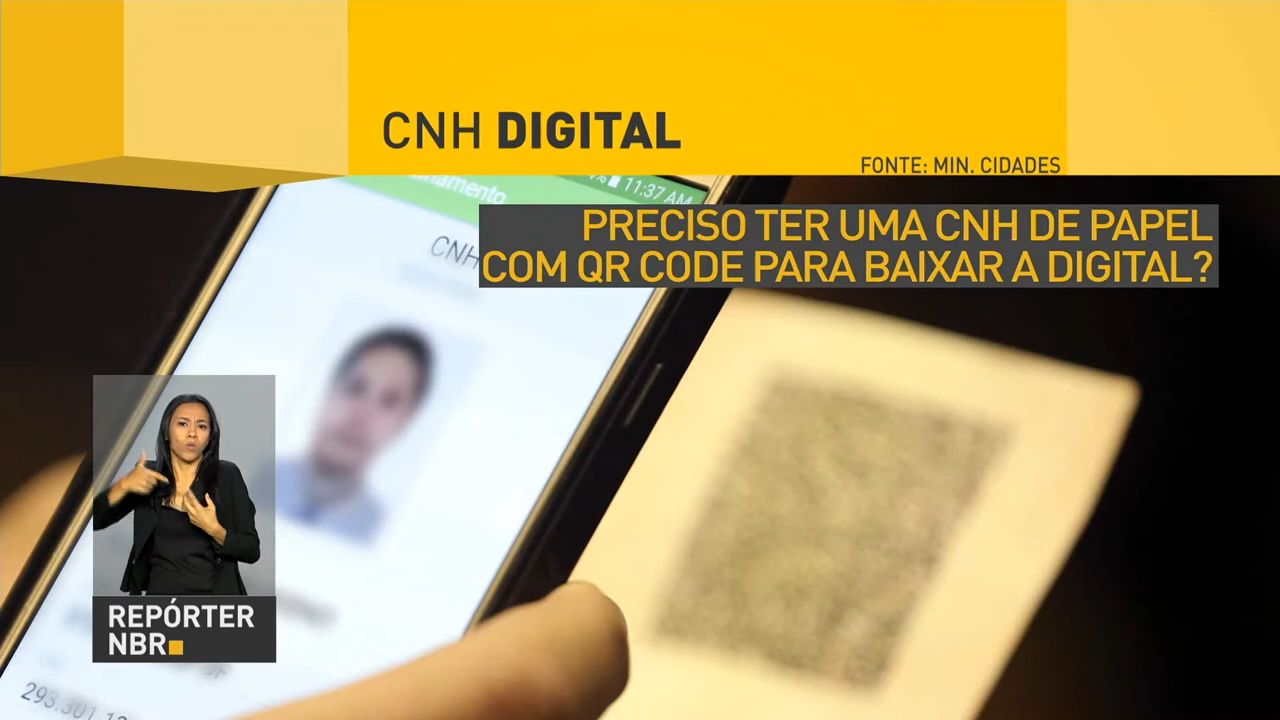 CNH DIGITAL
FONTE: MIN. CIDADES
11:37 AM
PRECISO TER UMA CNH DE PAPEL
COM QR CODE PARA BAIXAR A DIGITAL?
CNH
REPÓRTER
NBR